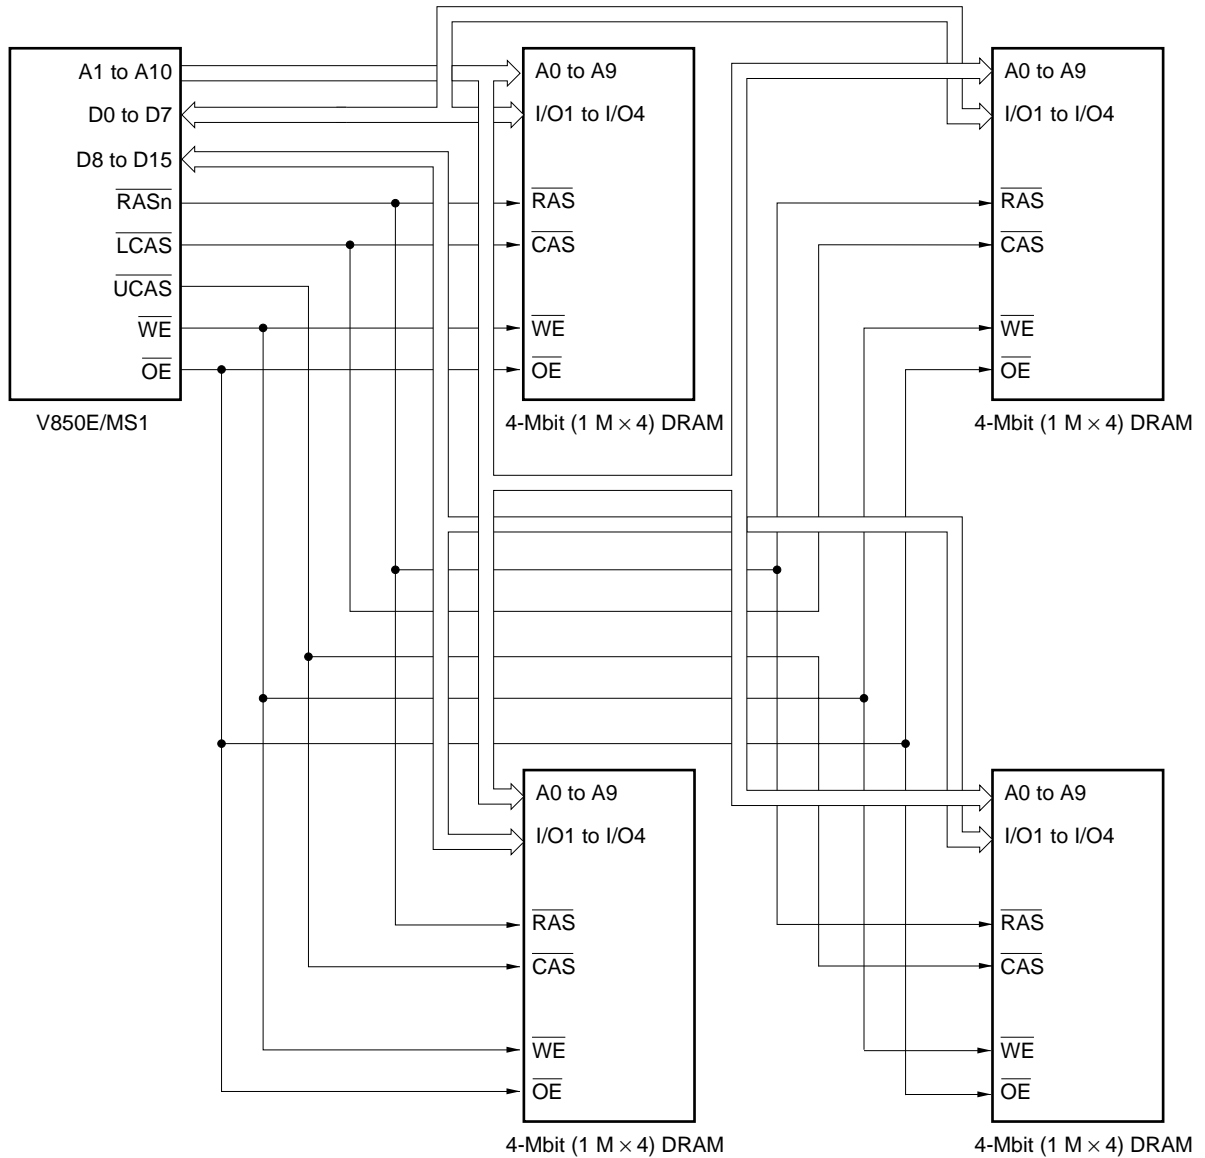 A1 to A10
D0 to D7
D8 to D15
RASn
LCAS
UCAS
WE
OE
V850E/MS1
A0 to A9
I/O1 to I/O4
RAS
CAS
WE
OE
4-Mbit (1 M × 4) DRAM
A0 to A9
I/O1 to I/O4
RAS
CAS
WE
OE
4-Mbit (1 M × 4) DRAM
A0 to A9
I/O1 to I/O4
RAS
CAS
WE
OE
4-Mbit (1 M × 4) DRAM
A0 to A9
I/O1 to I/O4
RAS
CAS
WE
OE
4-Mbit (1 M × 4) DRAM